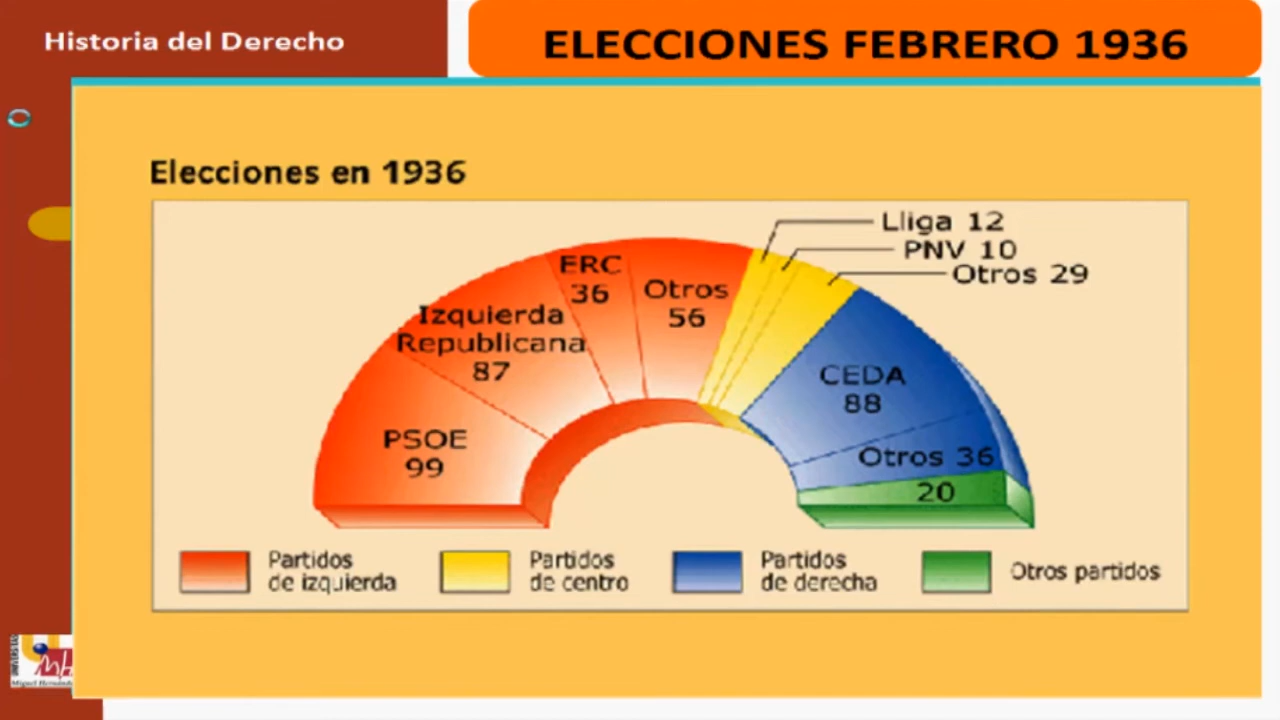 Historia del Derecho
ELECCIONES FEBRERO 1936
Elecciones en 1936
Lliga 12
PNV 10
Otros 29
ERC
36
Otros
56
Izquierda
Republicana
87
CEDA
88
PSOE
99
Otros 36
20
Partidos
de izquierda
Partidos
de centro
Partidos
de derecha
Otros partidos
Miguel Hernández